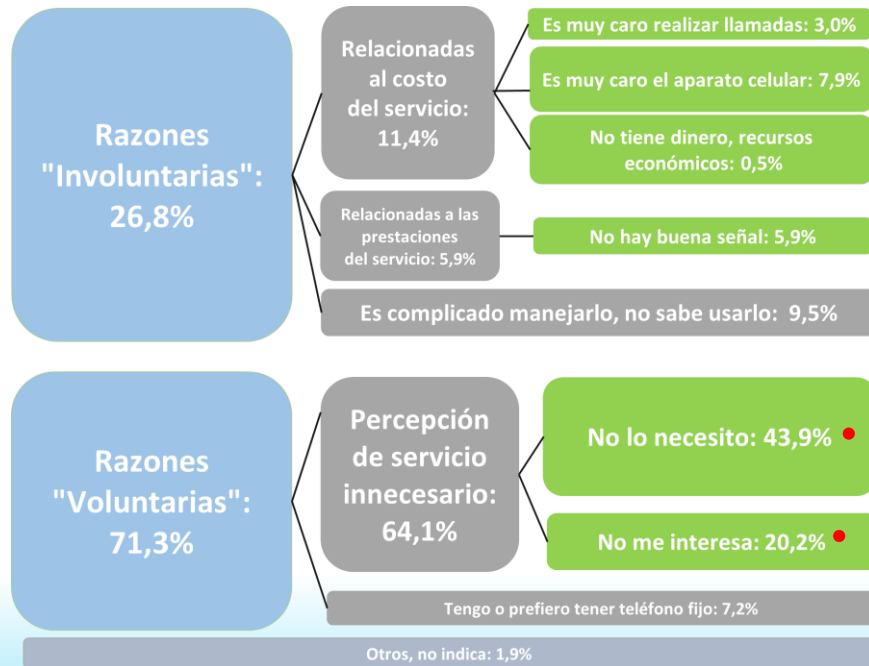 Razones
"Involuntarias":
26,8%
Relacionadas
al costo
del servicio:
11,4%
Es muy caro realizar llamadas: 3,0%
Es muy caro el aparato celular: 7,9%
No tiene dinero, recursos
económicos: 0,5%
Relacionadas a las
prestaciones
del servicio: 5,9%
No hay buena señal: 5,9%
Es complicado manejarlo, no sabe usarlo: 9,5%
Razones
"Voluntarias":
71,3%
Percepción
de servicio
innecesario:
64,1%
No lo necesito: 43,9%
No me interesa: 20,2%
Tengo o prefiero tener teléfono fijo: 7,2%
Otros, no indica: 1,9%